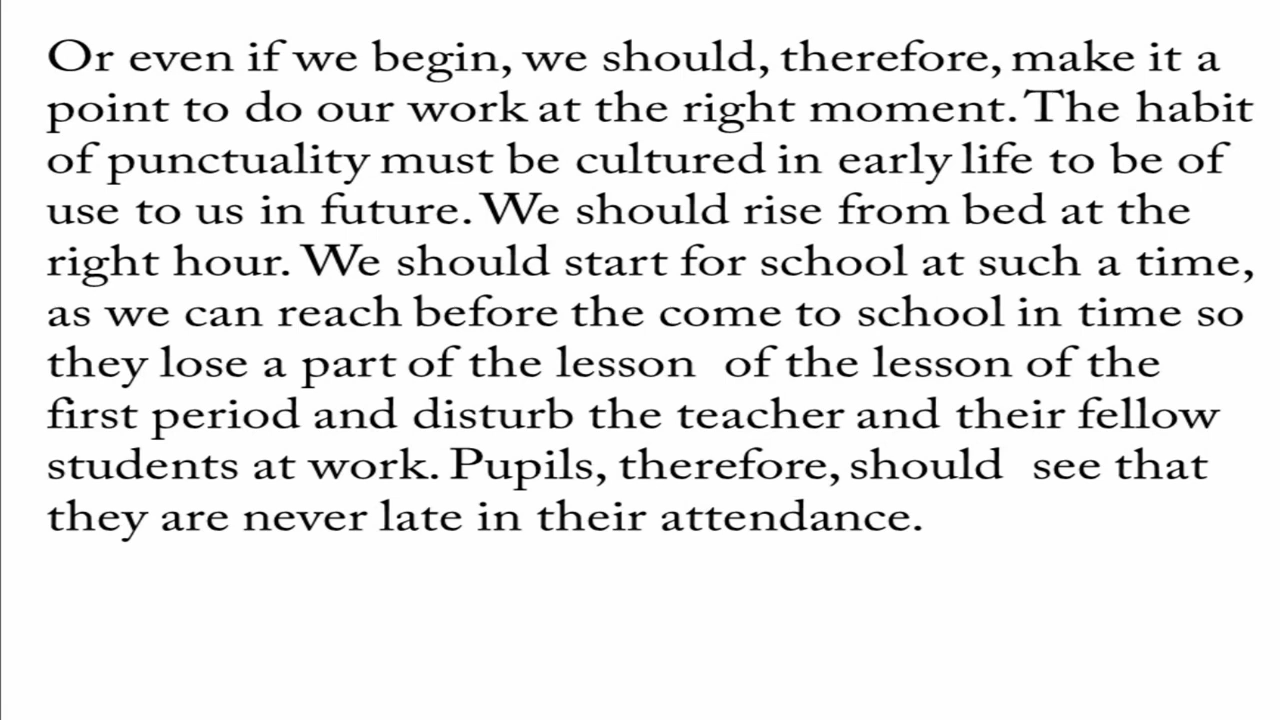 Or even if we begin, we should, therefore, make it a
point to do our work at the right moment. The habit
of punctuality must be cultured in early life to be of
use to us in future. We should rise from bed at the
right hour. We should start for school at such a time,
as we can reach before the come to school in time so
they lose a part of the lesson  of the lesson of the
first period and disturb the teacher and their fellow
students at work. Pupils, therefore, should  see that
they are never late in their attendance.